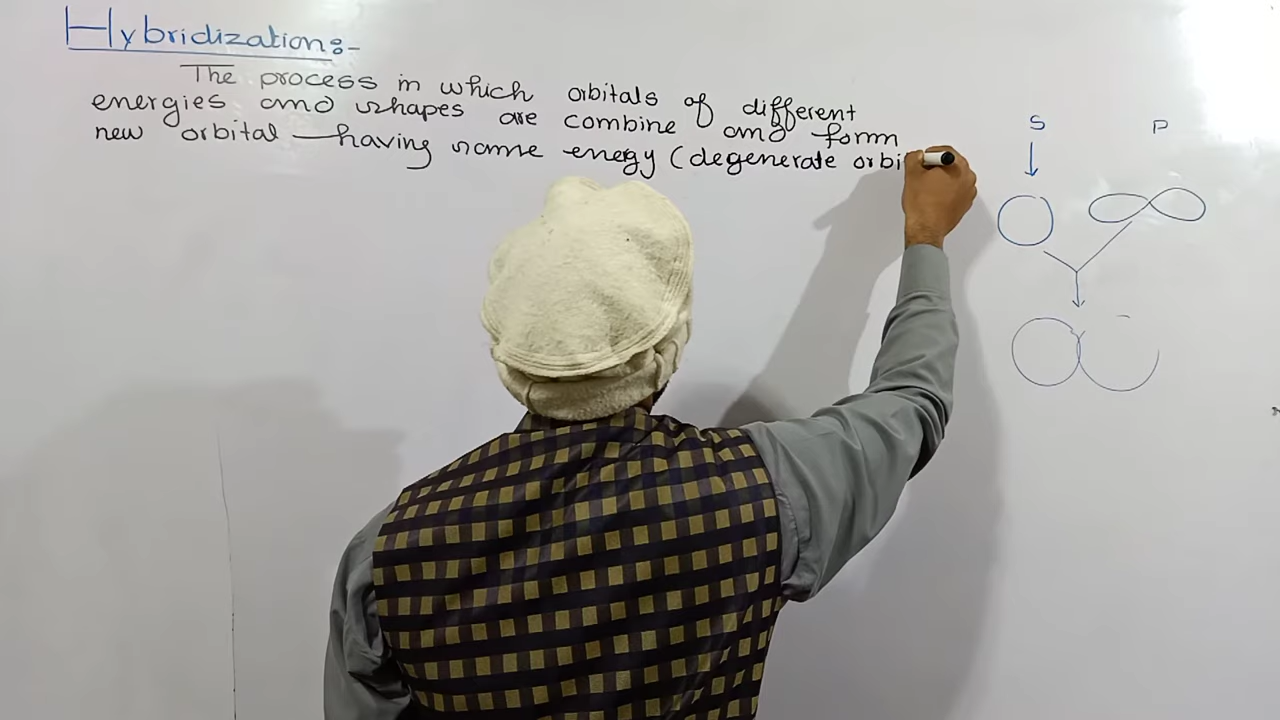 Hybridization:-
The process in which orbitals of different
energies and shapes are combine and form
new orbital having same energy (degenerate orbi
S P